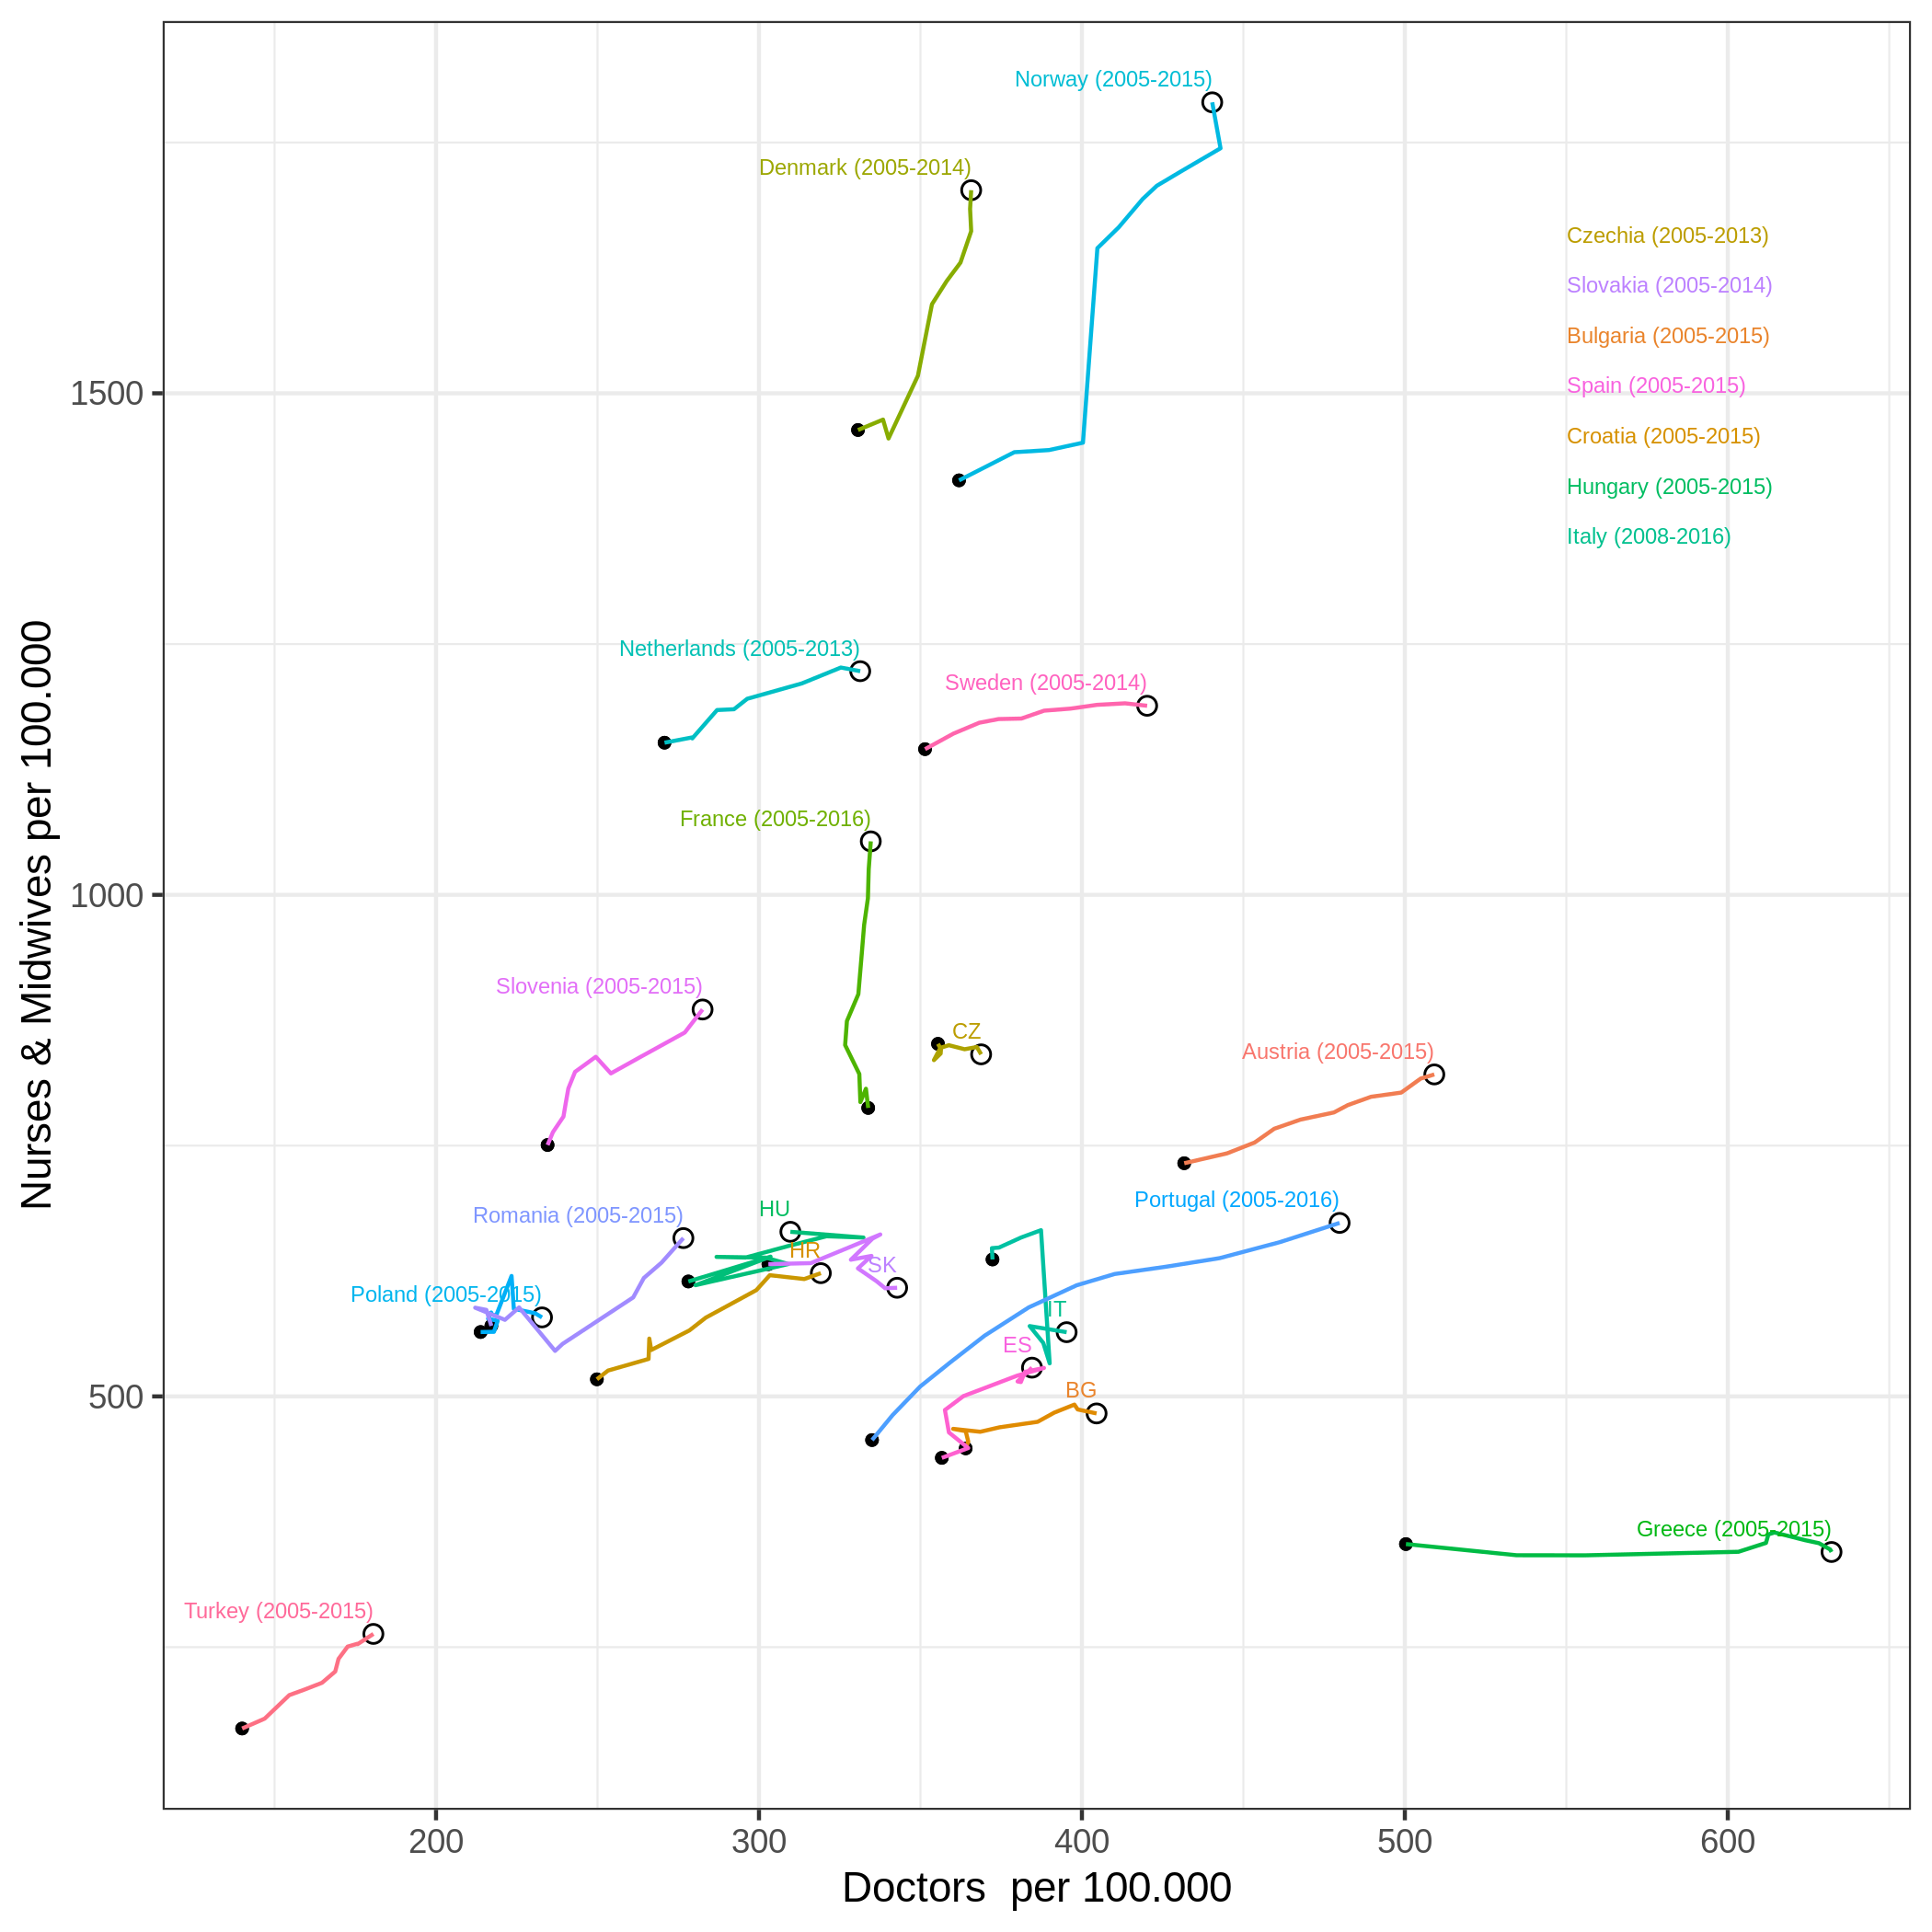 Norway (2005-2015)
Denmark (2005-2014)
Czechia (2005-2013)
Slovakia (2005-2014)
Bulgaria (2005-2015)
Spain (2005-2015)
Croatia (2005-2015)
Hungary (2005-2015)
Italy (2008-2016)
Netherlands (2005-2013)
Sweden (2005-2014)
France (2005-2016)
Slovenia (2005-2015)
CZ
Austria (2005-2015)
Portugal (2005-2016)
HU
Romania (2005-2015)
HR
SK
Poland (2005-2015)
IT
ES
BG
Greece (2005-2015)
Turkey (2005-2015)
1500
1000
500
200 300 400 500 600
Doctors  per 100.000
Nurses & Midwives per 100.000